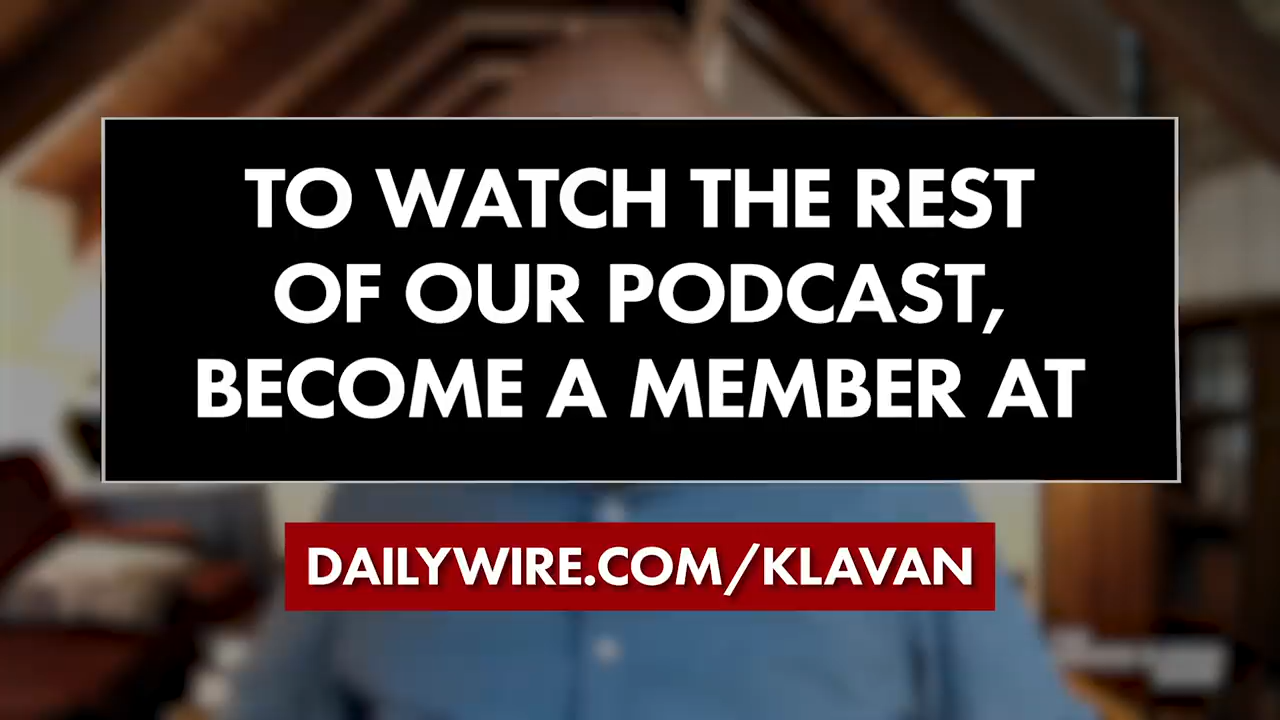 TO WATCH THE REST
OF OUR PODCAST,
BECOME A MEMBER AT
DAILYWIRE.COM/KLAVAN